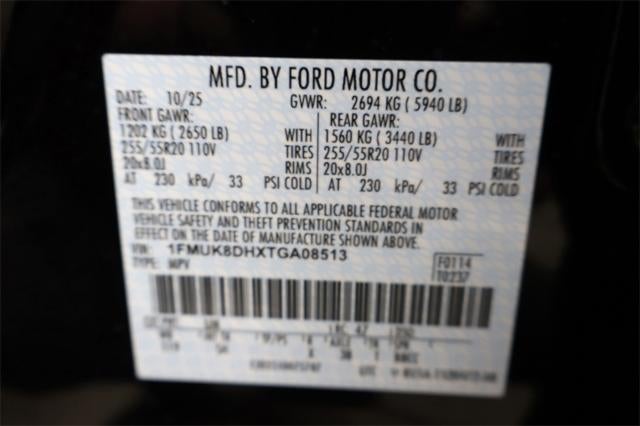 MFD. BY FORD MOTOR CO.
DATE: 10/25 GVWR: 2694 KG ( 5940 LB)
FRONT GAWR: REAR GAWR:
1202 KG ( 2650 LB) WITH 1560 KG ( 3440 LB) WITH
255/55R20 110V TIRES 255/55R20 110V TIRES
20x8.0J RIMS 20x8.0J RIMS
AT 230 kPa/ 33 PSI COLD AT 230 kPa/ 33 PSI COLD
THIS VEHICLE CONFORMS TO ALL APPLICABLE FEDERAL MOTOR
VEHICLE SAFETY AND THEFT PREVENTION STANDARDS IN
EFFECT ON THE DATE OF MANUFACTURE SHOWN ABOVE.
VIN: 1FMUK8DHXTGA08513
TYPE: MPV F0114
T0237